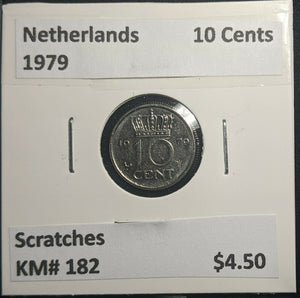 Netherlands 10 Cents
1979
10
CENT
Scratches
KM# 182 $4.50